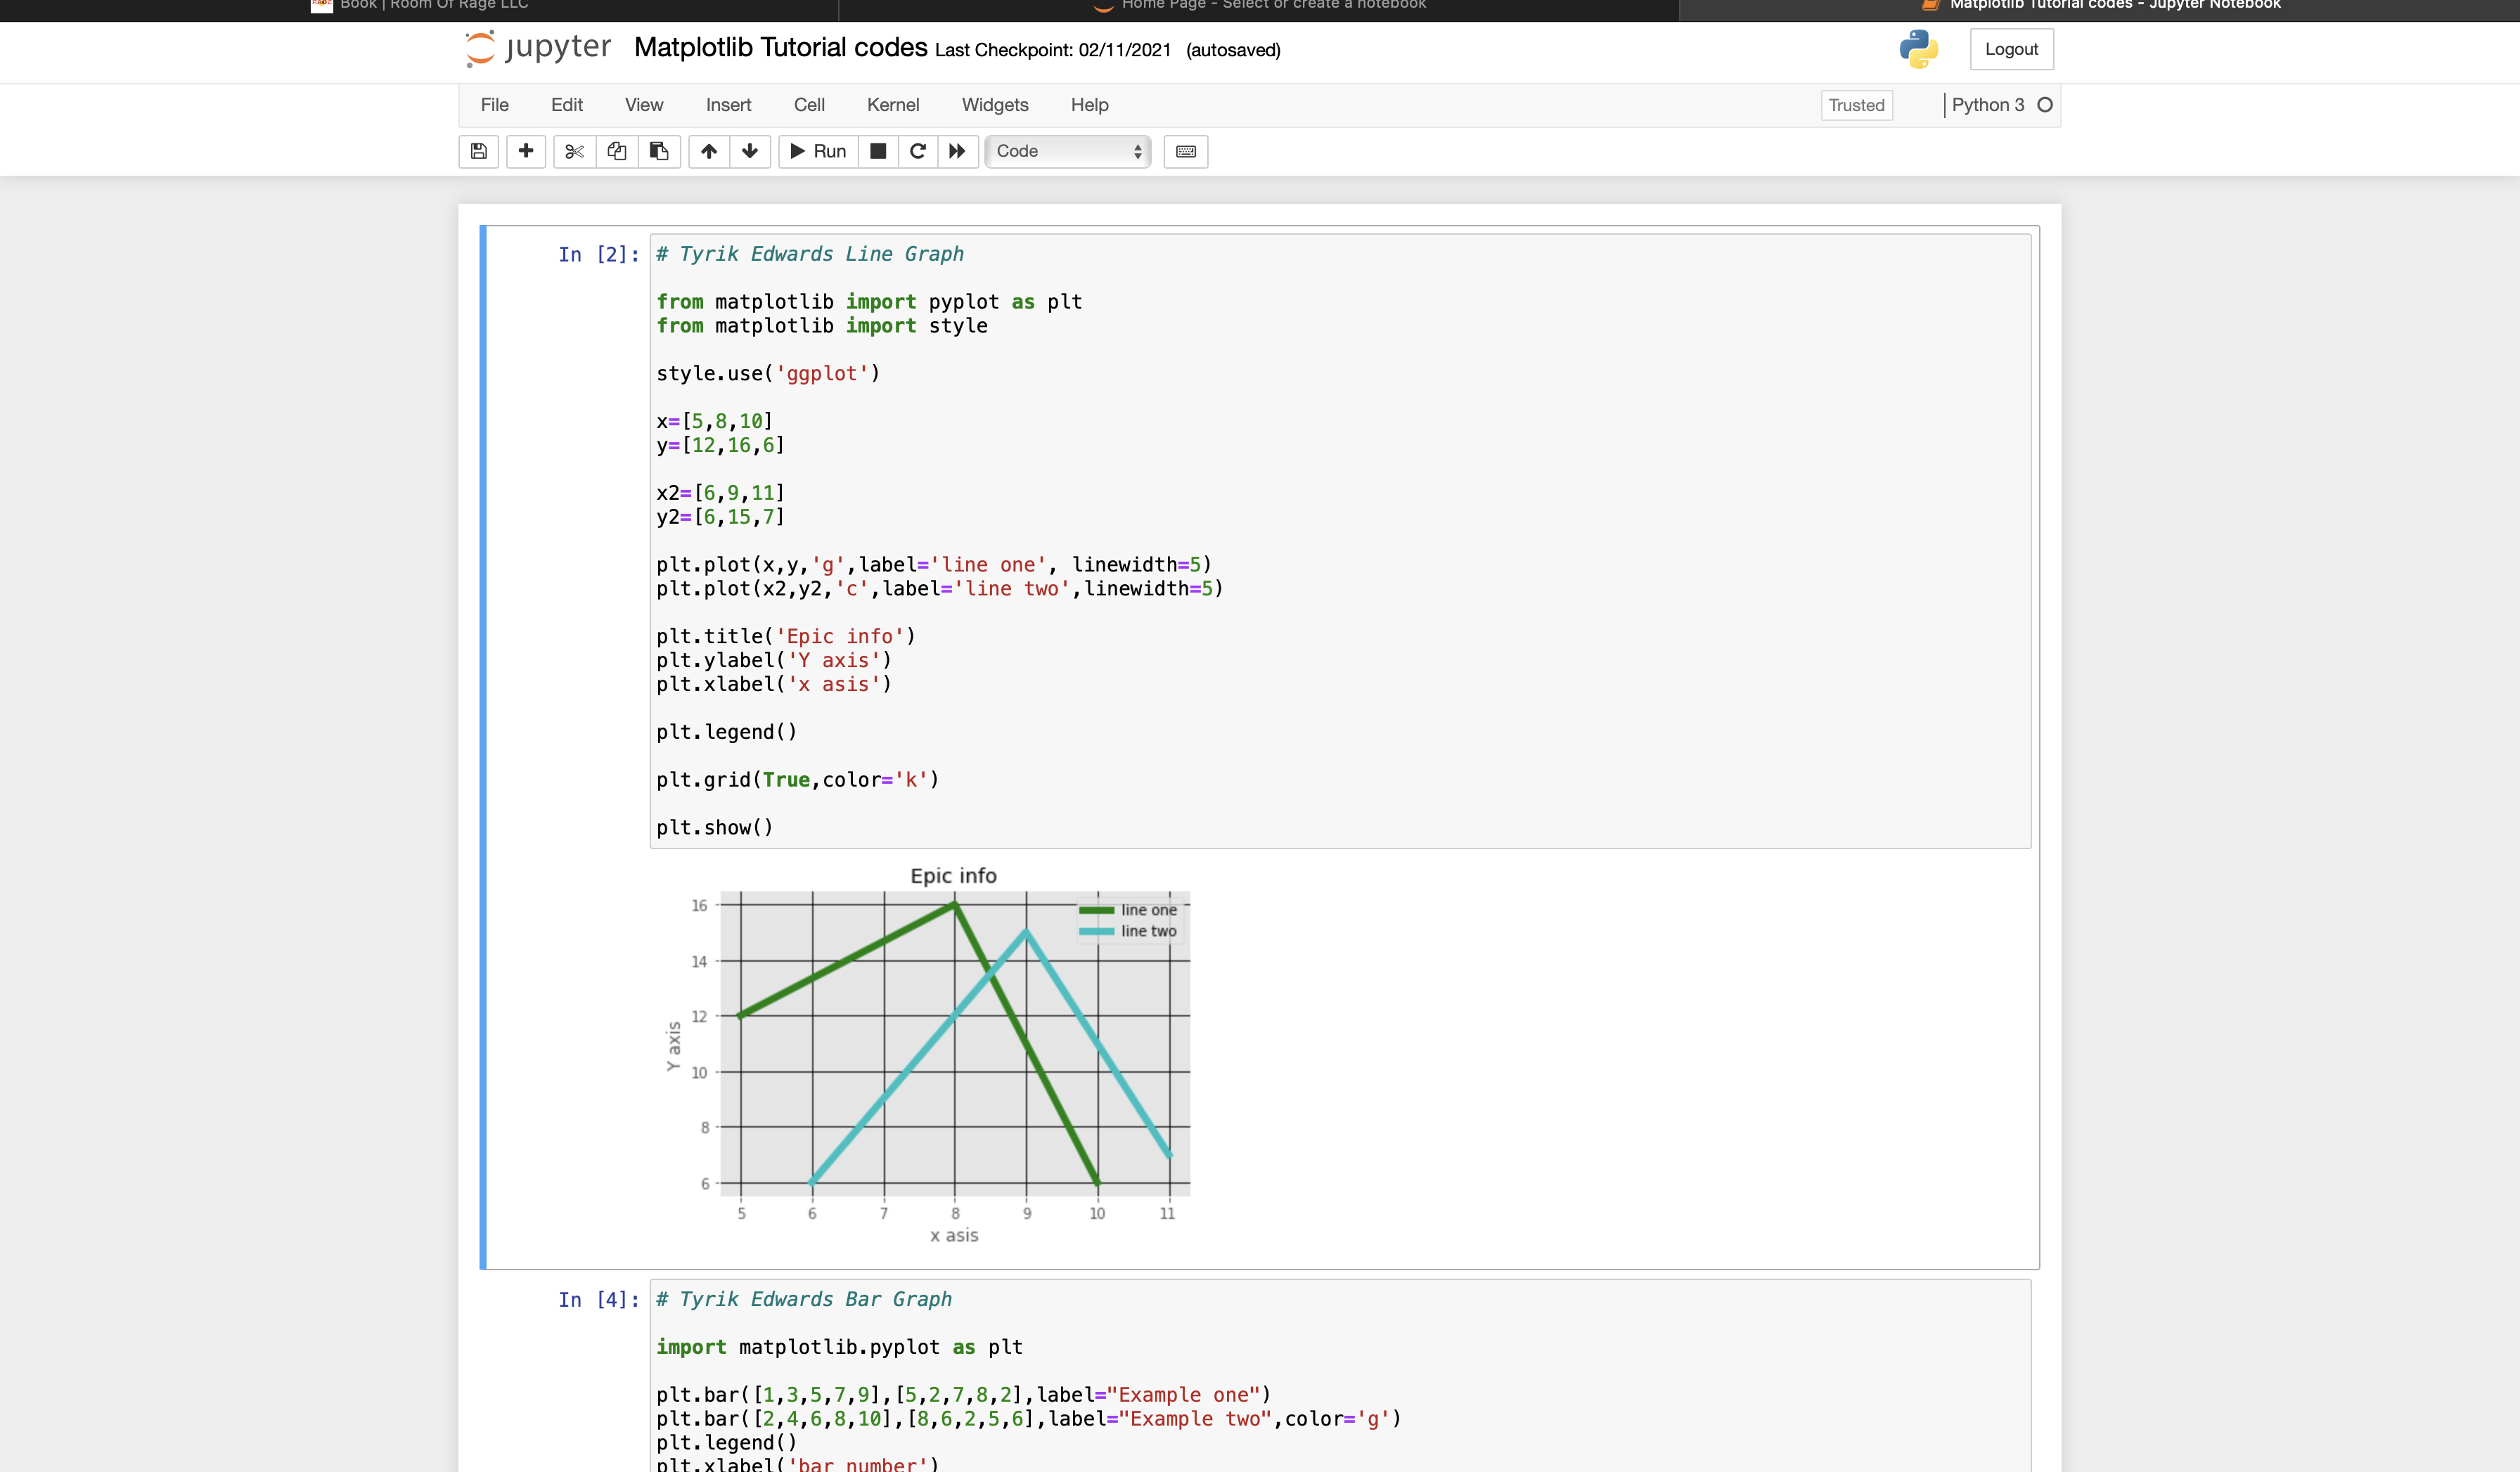 Book | Room Of Rage LLC
Home Page - Select or create a notebook
Matplotlib Tutorial codes - Jupyter Notebook
jupyter Matplotlib Tutorial codes Last Checkpoint: 02/11/2021 (autosaved)
Logout
File Edit View Insert Cell Kernel Widgets Help
Trusted
Python 3
Run
Code
In [2]:
# Tyrik Edwards Line Graph
from matplotlib import pyplot as plt
from matplotlib import style
style.use('ggplot')
x=[5,8,10]
y=[12,16,6]
x2=[6,9,11]
y2=[6,15,7]
plt.plot(x,y,'g',label='line one', linewidth=5)
plt.plot(x2,y2,'c',label='line two',linewidth=5)
plt.title('Epic info')
plt.ylabel('Y axis')
plt.xlabel('x asis')
plt.legend()
plt.grid(True,color='k')
plt.show()
Epic info
line one
line two
16
14
12
10
8
6
Y axis
5 6 7 8 9 10 11
x asis
In [4]:
# Tyrik Edwards Bar Graph
import matplotlib.pyplot as plt
plt.bar([1,3,5,7,9],[5,2,7,8,2],label="Example one")
plt.bar([2,4,6,8,10],[8,6,2,5,6],label="Example two",color='g')
plt.legend()
plt.xlabel('bar number')